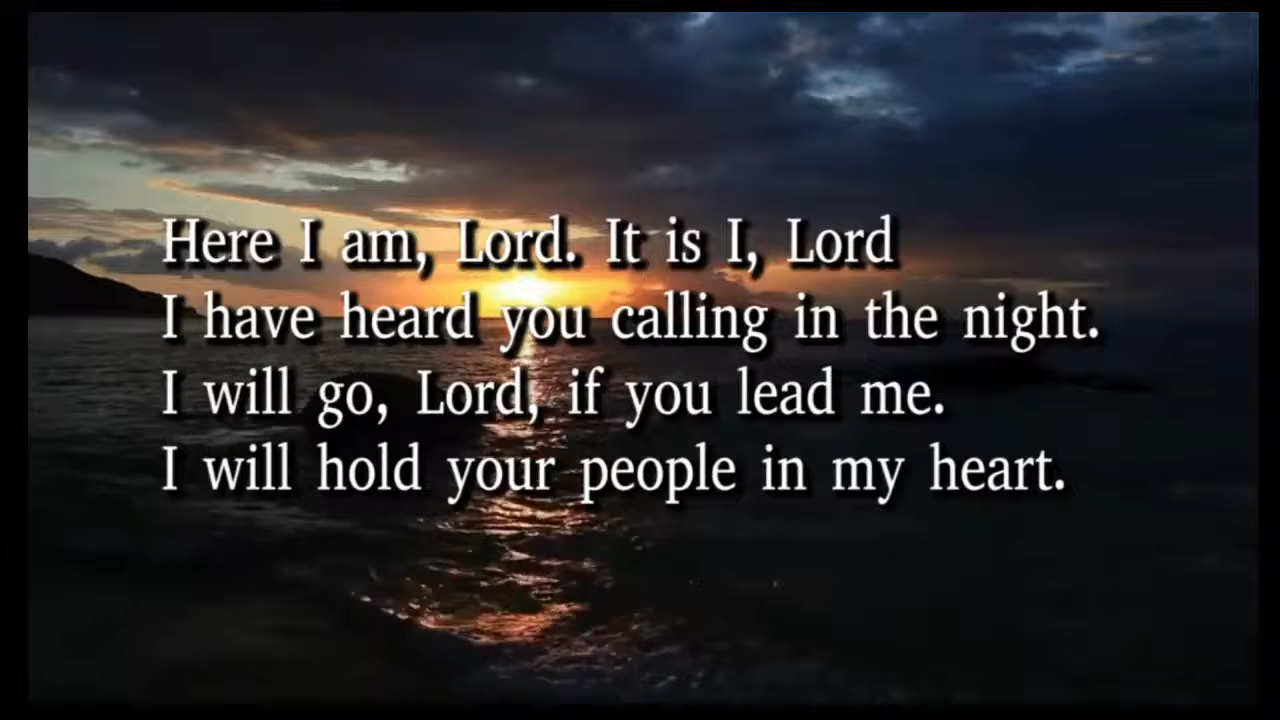 Here I am, Lord. It is I, Lord
I have heard you calling in the night.
I will go, Lord, if you lead me.
I will hold your people in my heart.